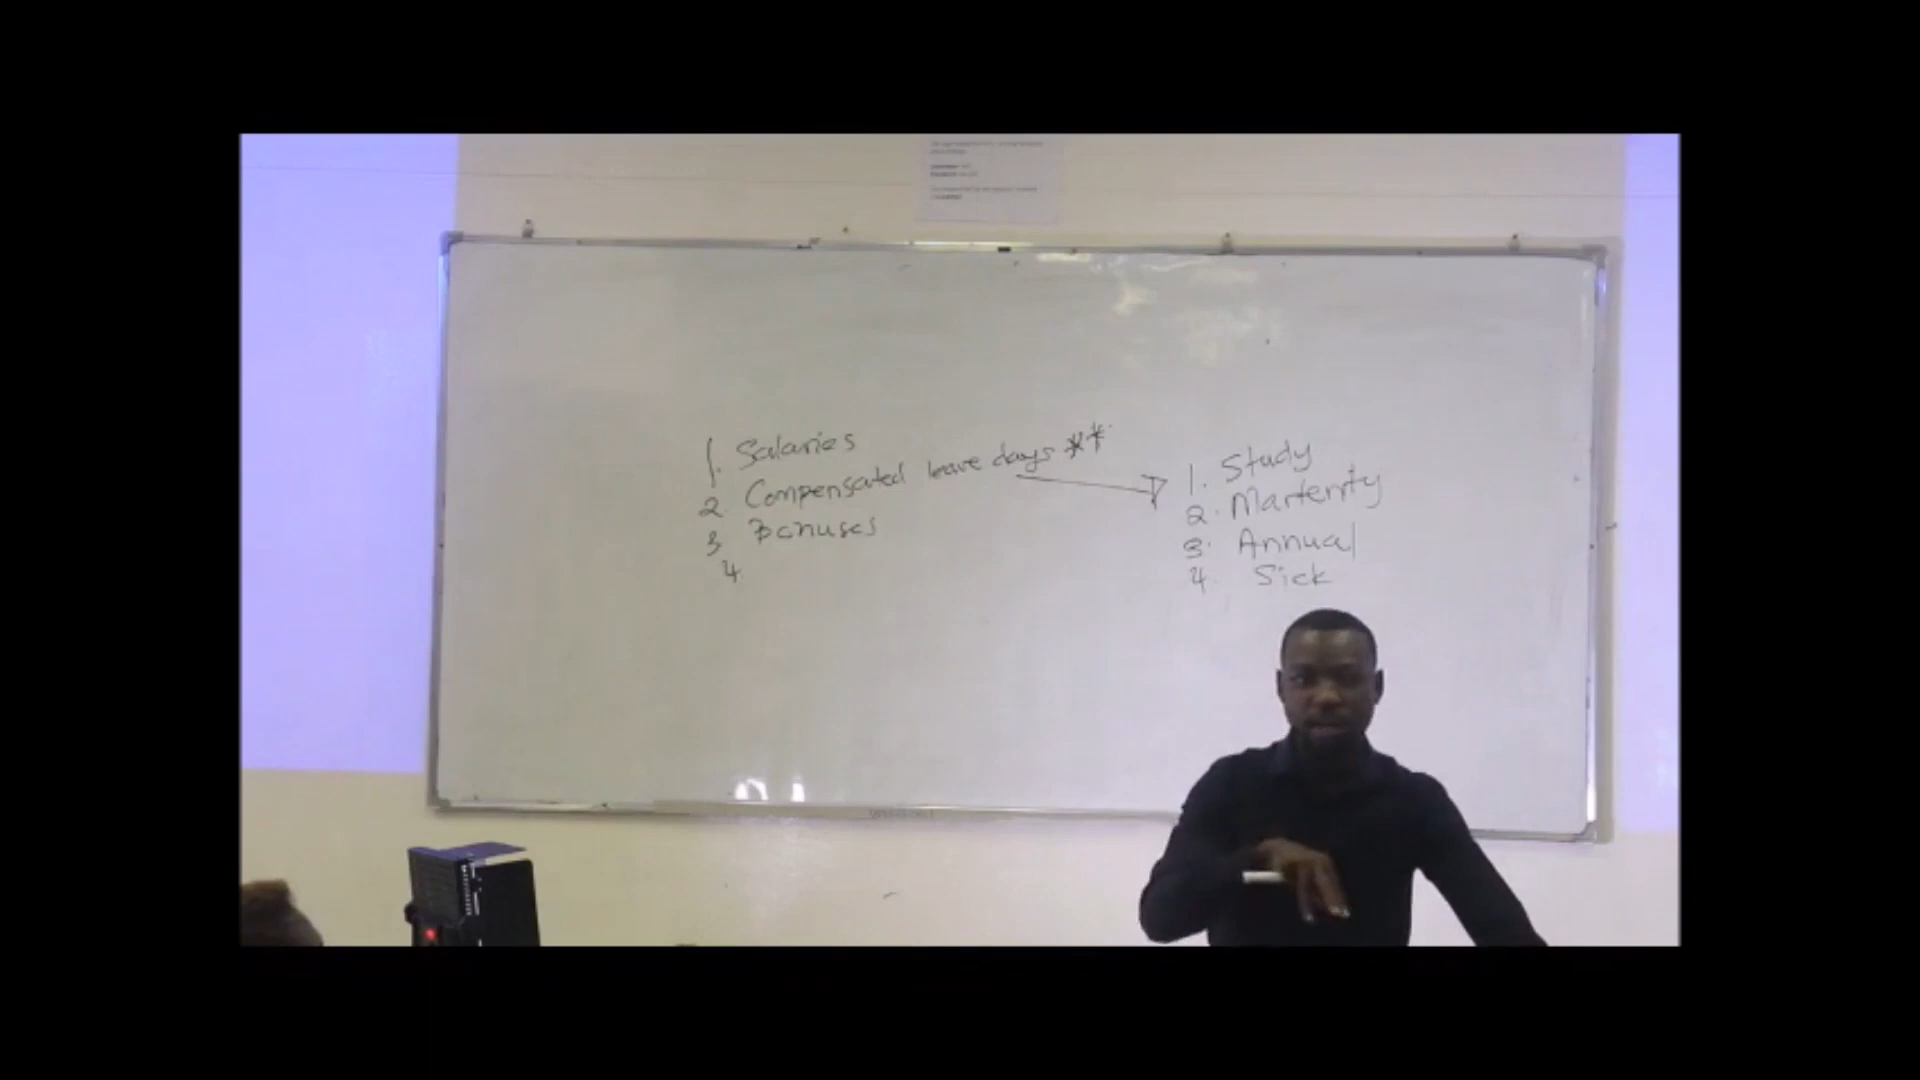 1. Salaries
2. Compensated leave days **
3 Bonuses
4.
1. Study
2. Marternity
3. Annual
4. Sick